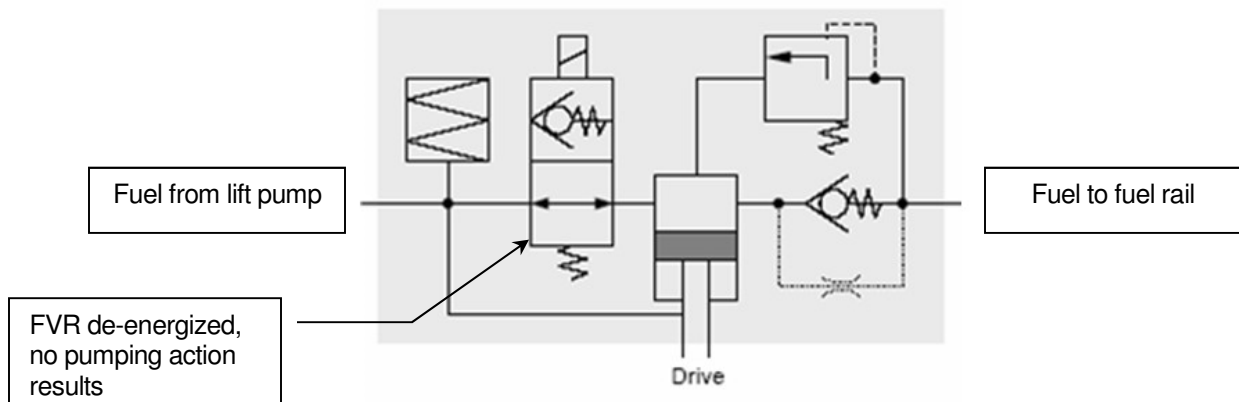 Fuel from lift pump
Fuel to fuel rail
FVR de-energized,
no pumping action
results
Drive